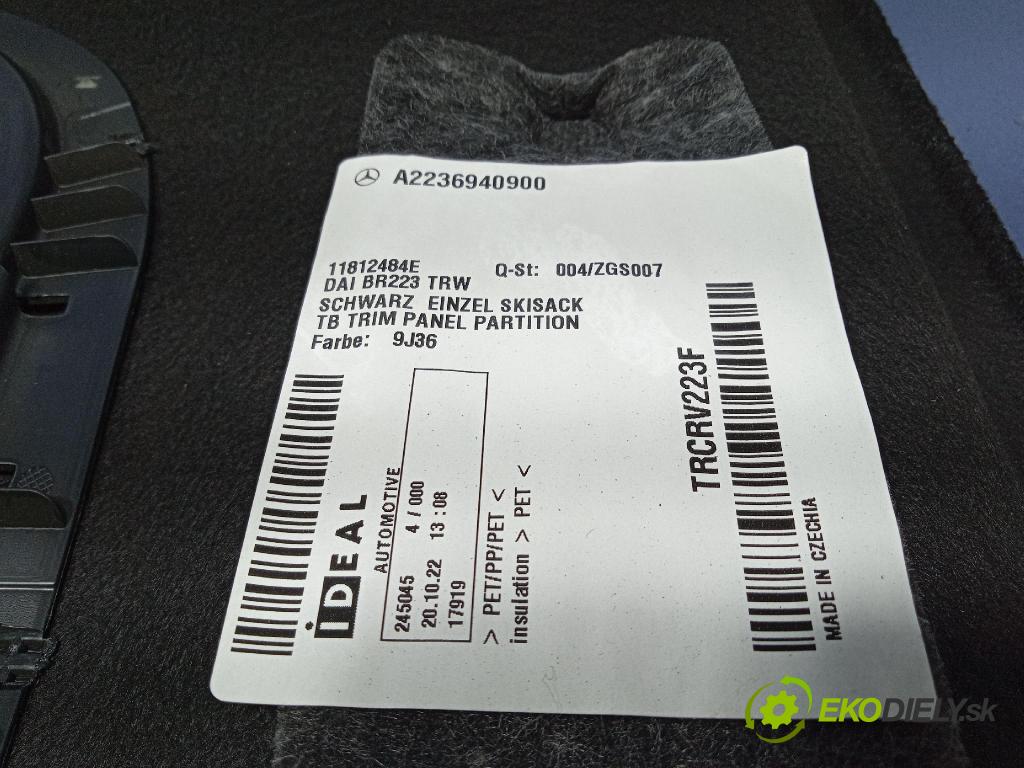 A2236940900
11812484E Q-St: 004/ZGS007
DAI BR223 TRW
SCHWARZ EINZEL SKISACK
TB TRIM PANEL PARTITION
Farbe: 9J36
iDEAL
AUTOMOTIVE
245045 4 / 000
20.10.22 13 : 08
17919
> PET/PP/PET <
insulation > PET <
TRCRV223F
MADE IN CZECHIA
EKODIELY.sk